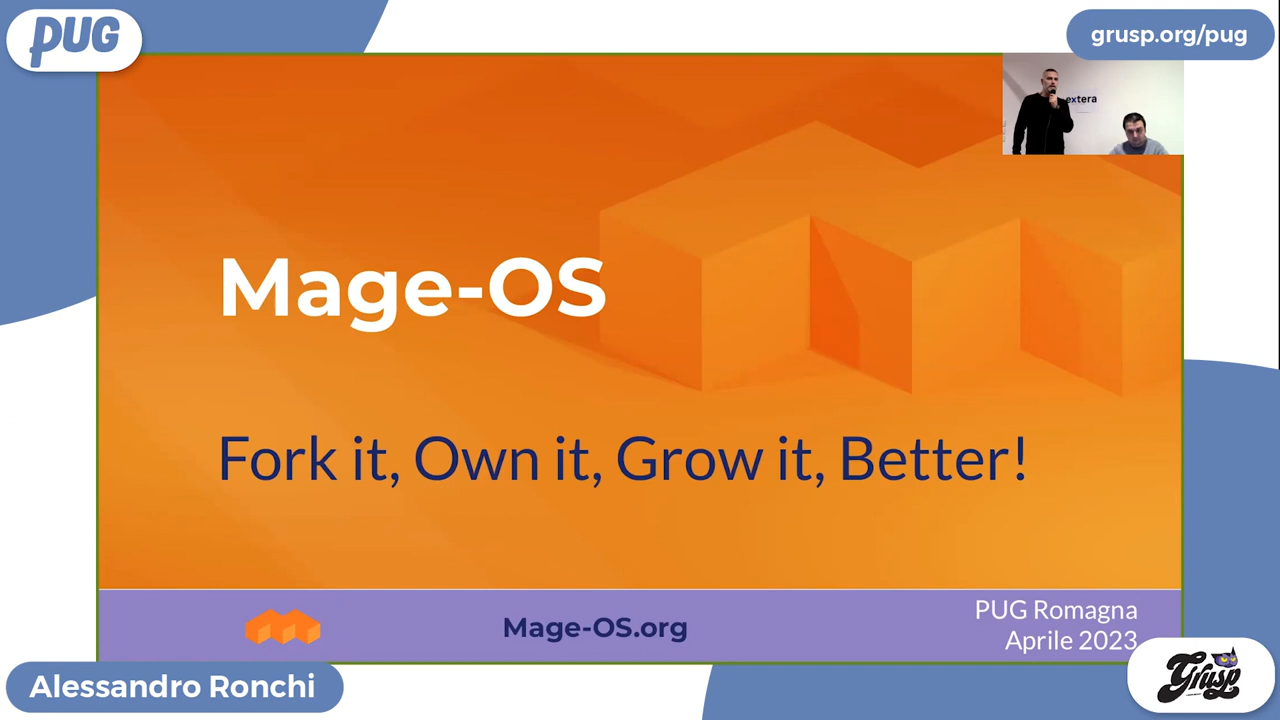 PUG
grusp.org/pug
extera
Mage-OS
Fork it, Own it, Grow it, Better!
Mage-OS.org
PUG Romagna
Aprile 2023
Alessandro Ronchi
Grusp